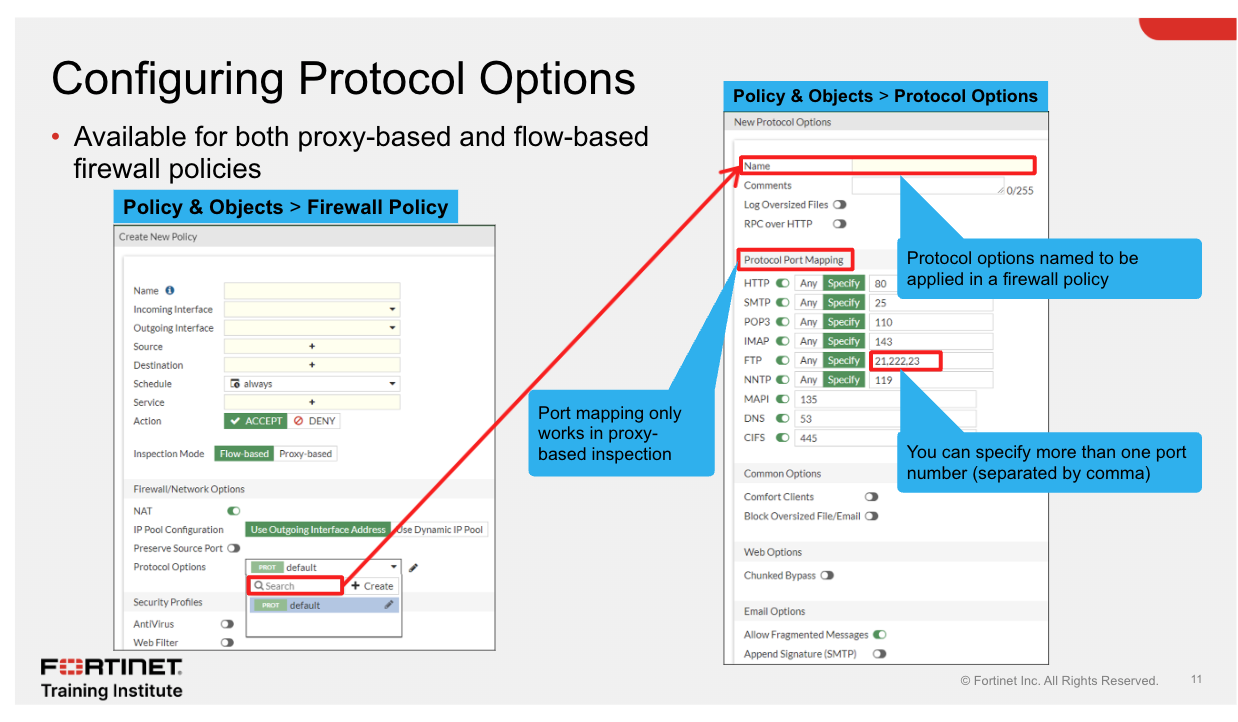 Configuring Protocol Options
• Available for both proxy-based and flow-based
firewall policies
Policy & Objects > Firewall Policy
Create New Policy
Name
Incoming Interface
Outgoing Interface
Source +
Destination +
Schedule always
Service +
Action ACCEPT DENY
Inspection Mode Flow-based Proxy-based
Firewall/Network Options
NAT
IP Pool Configuration Use Outgoing Interface Address Use Dynamic IP Pool
Preserve Source Port
Protocol Options PROT default
Search + Create
PROT default
Security Profiles
AntiVirus
Web Filter
Policy & Objects > Protocol Options
New Protocol Options
Name
Comments 0/255
Log Oversized Files
RPC over HTTP
Protocol options named to be
applied in a firewall policy
Protocol Port Mapping
HTTP Any Specify 80
SMTP Any Specify 25
POP3 Any Specify 110
IMAP Any Specify 143
FTP Any Specify 21,222,23
NNTP Any Specify 119
MAPI 135
DNS 53
CIFS 445
Port mapping only
works in proxy-
based inspection
You can specify more than one port
number (separated by comma)
Common Options
Comfort Clients
Block Oversized File/Email
Web Options
Chunked Bypass
Email Options
Allow Fragmented Messages
Append Signature (SMTP)
FORTINET
Training Institute
© Fortinet Inc. All Rights Reserved.
11